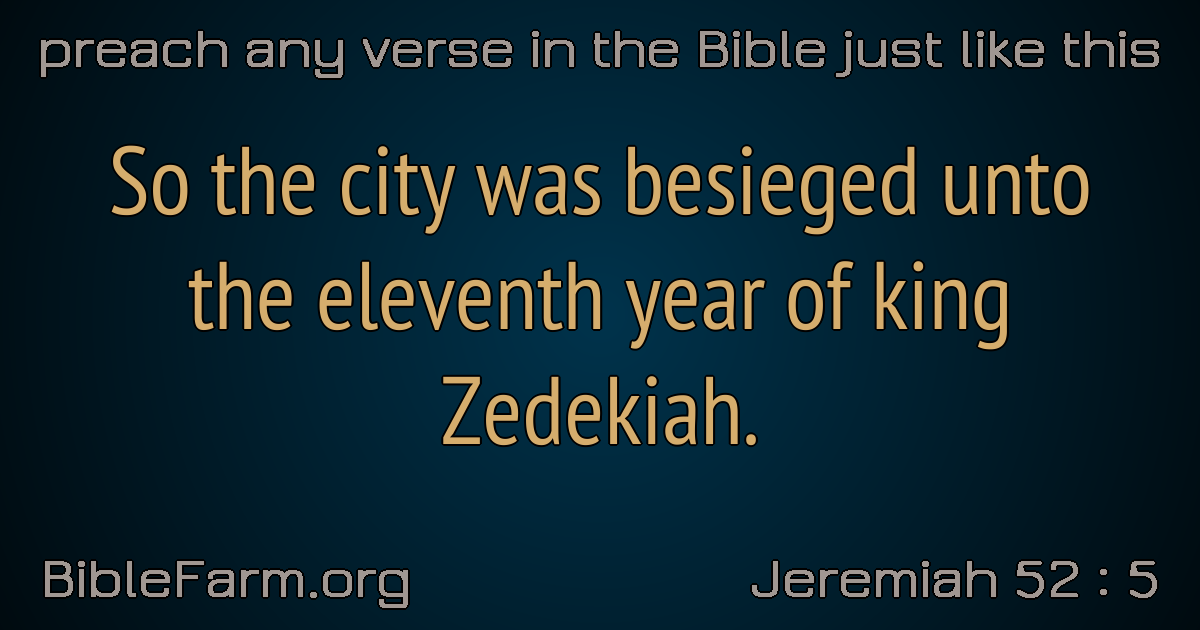 preach any verse in the Bible just like this
So the city was besieged unto
the eleventh year of king
Zedekiah.
BibleFarm.org
Jeremiah 52 : 5